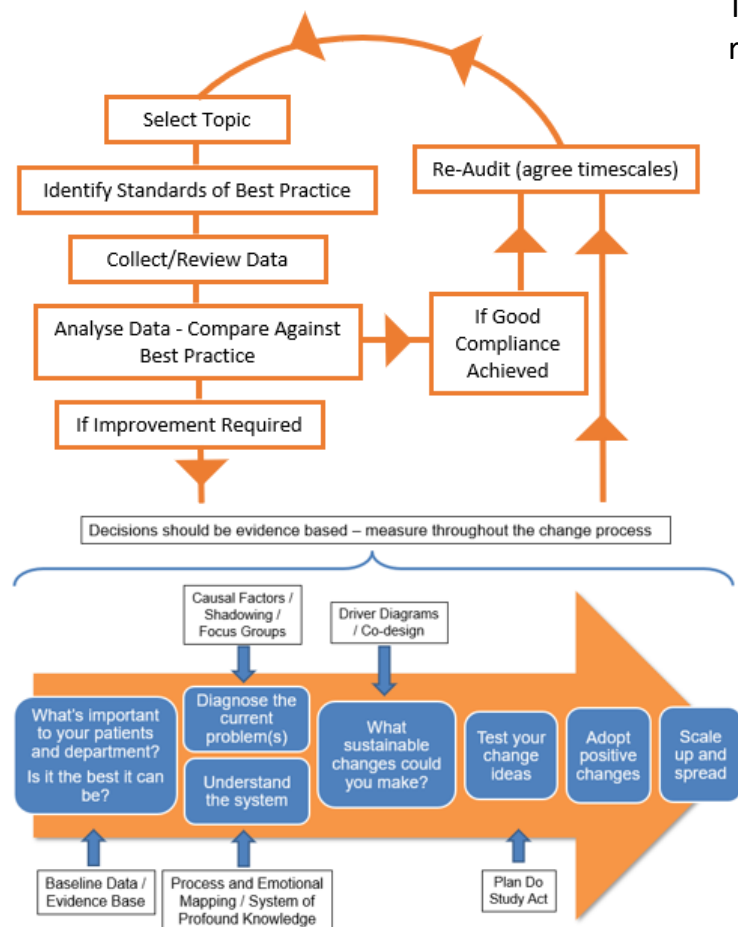 Select Topic
Identify Standards of Best Practice
Collect/Review Data
Analyse Data - Compare Against
Best Practice
If Improvement Required
If Good
Compliance
Achieved
Re-Audit (agree timescales)
Decisions should be evidence based – measure throughout the change process
Causal Factors /
Shadowing /
Focus Groups
Driver Diagrams
/ Co-design
What's important
to your patients
and department?
Is it the best it can
be?
Diagnose the
current
problem(s)
Understand
the system
What
sustainable
changes could
you make?
Test your
change
ideas
Adopt
positive
changes
Scale
up and
spread
Baseline Data /
Evidence Base
Process and Emotional
Mapping / System of
Profound Knowledge
Plan Do
Study Act